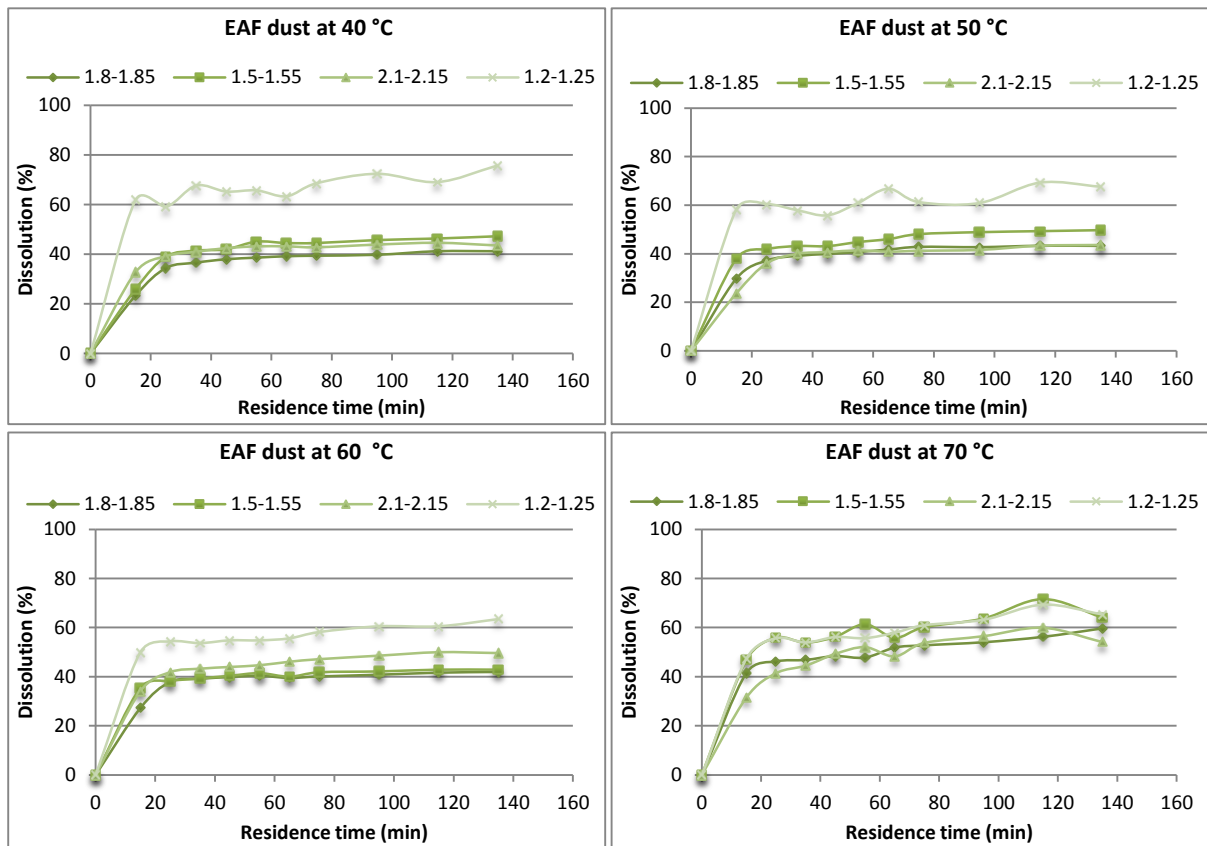 EAF dust at 40 °C
1.8-1.85 1.5-1.55 2.1-2.15 1.2-1.25
100
80
60
40
20
0
Dissolution (%)
0 20 40 60 80 100 120 140 160
Residence time (min)
EAF dust at 50 °C
1.8-1.85 1.5-1.55 2.1-2.15 1.2-1.25
100
80
60
40
20
0
Dissolution (%)
0 20 40 60 80 100 120 140 160
Residence time (min)
EAF dust at 60 °C
1.8-1.85 1.5-1.55 2.1-2.15 1.2-1.25
100
80
60
40
20
0
Dissolution (%)
0 20 40 60 80 100 120 140 160
Residence time (min)
EAF dust at 70 °C
1.8-1.85 1.5-1.55 2.1-2.15 1.2-1.25
100
80
60
40
20
0
Dissolution (%)
0 20 40 60 80 100 120 140 160
Residence time (min)